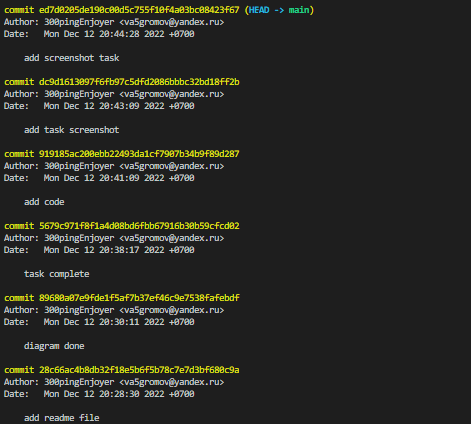 commit ed7d0205de190c00d5c755f10f4a03bc08423f67 (HEAD -> main)
Author: 300pingEnjoyer <va5gromov@yandex.ru>
Date:   Mon Dec 12 20:44:28 2022 +0700
add screenshot task
commit dc9d1613097f6fb97c5dfd2086bbbc32bd18ff2b
Author: 300pingEnjoyer <va5gromov@yandex.ru>
Date:   Mon Dec 12 20:43:09 2022 +0700
add task screenshot
commit 919185ac200ebb22493da1cf7907b34b9f89d287
Author: 300pingEnjoyer <va5gromov@yandex.ru>
Date:   Mon Dec 12 20:41:09 2022 +0700
add code
commit 5679c971f8f1a4d08bd6fbb67916b30b59cfcd02
Author: 300pingEnjoyer <va5gromov@yandex.ru>
Date:   Mon Dec 12 20:38:17 2022 +0700
task complete
commit 89680a07e9fde1f5af7b37ef46c9e7538fafebdf
Author: 300pingEnjoyer <va5gromov@yandex.ru>
Date:   Mon Dec 12 20:30:11 2022 +0700
diagram done
commit 28c66ac4b8db32f18e5b6f5b78c7e7d3bf680c9a
Author: 300pingEnjoyer <va5gromov@yandex.ru>
Date:   Mon Dec 12 20:28:30 2022 +0700
add readme file